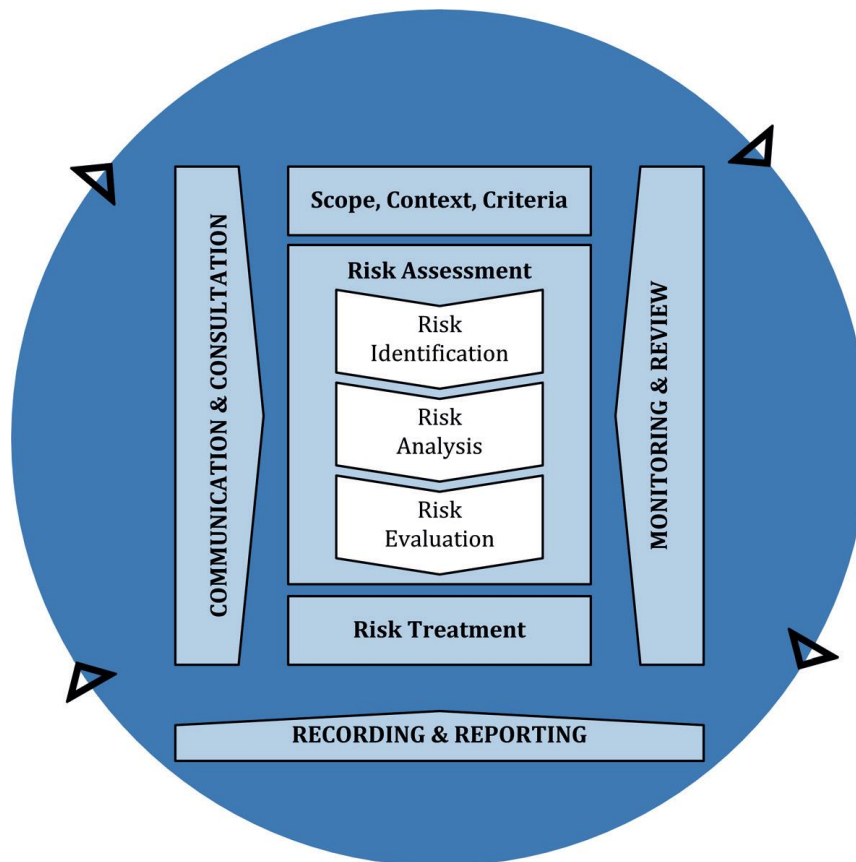 Scope, Context, Criteria
Risk Assessment
Risk
Identification
Risk
Analysis
Risk
Evaluation
Risk Treatment
COMMUNICATION & CONSULTATION
MONITORING & REVIEW
RECORDING & REPORTING